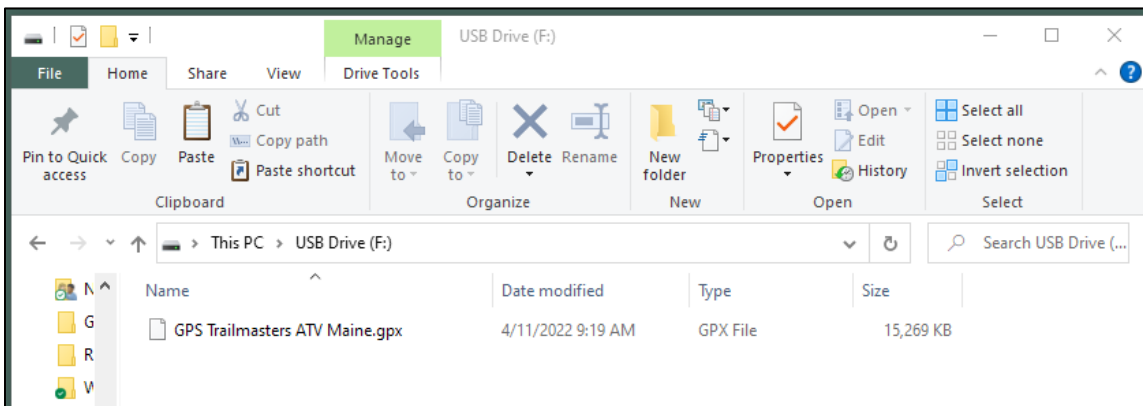 Manage
USB Drive (F:)
File
Home
Share
View
Drive Tools
?
Pin to Quick access
Copy
Paste
Cut
W... Copy path
Paste shortcut
Clipboard
Move to
Copy to
Delete
Rename
Organize
New folder
New
Properties
Open
Edit
History
Open
Select all
Select none
Invert selection
Select
This PC > USB Drive (F:)
Search USB Drive (...
N
G
R
W
Name
Date modified
Type
Size
GPS Trailmasters ATV Maine.gpx
4/11/2022 9:19 AM
GPX File
15,269 KB